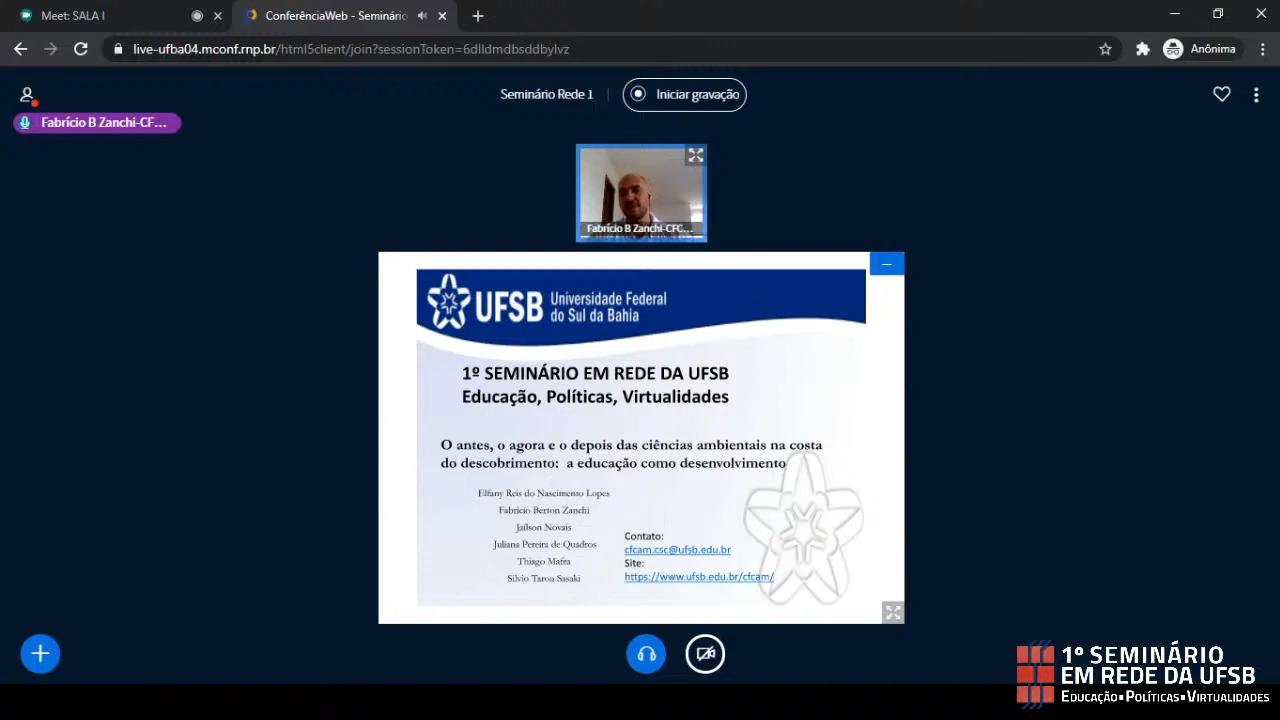 Meet: SALA I
ConferênciaWeb - Seminário
live-ufba04.mconf.rnp.br/html5client/join?sessionToken=6dlldmdbsddbylvz
Anônima
Seminário Rede 1
Iniciar gravação
Fabrício B Zanchi-CF...
Fabrício B Zanchi-CFC...
UFSB
Universidade Federal
do Sul da Bahia
1º SEMINÁRIO EM REDE DA UFSB
Educação, Políticas, Virtualidades
O antes, o agora e o depois das ciências ambientais na costa
do descobrimento: a educação como desenvolvimento
Elfany Reis do Nascimento Lopes
Fabrício Berton Zanchi
Jaílson Novais
Juliana Pereira de Quadros
Thiago Mafra
Silvio Tarou Sasaki
Contato:
cfcam.csc@ufsb.edu.br
Site:
https://www.ufsb.edu.br/cfcam/
1º SEMINÁRIO
EM REDE DA UFSB
EDUCAÇÃO▪POLÍTICAS▪VIRTUALIDADES